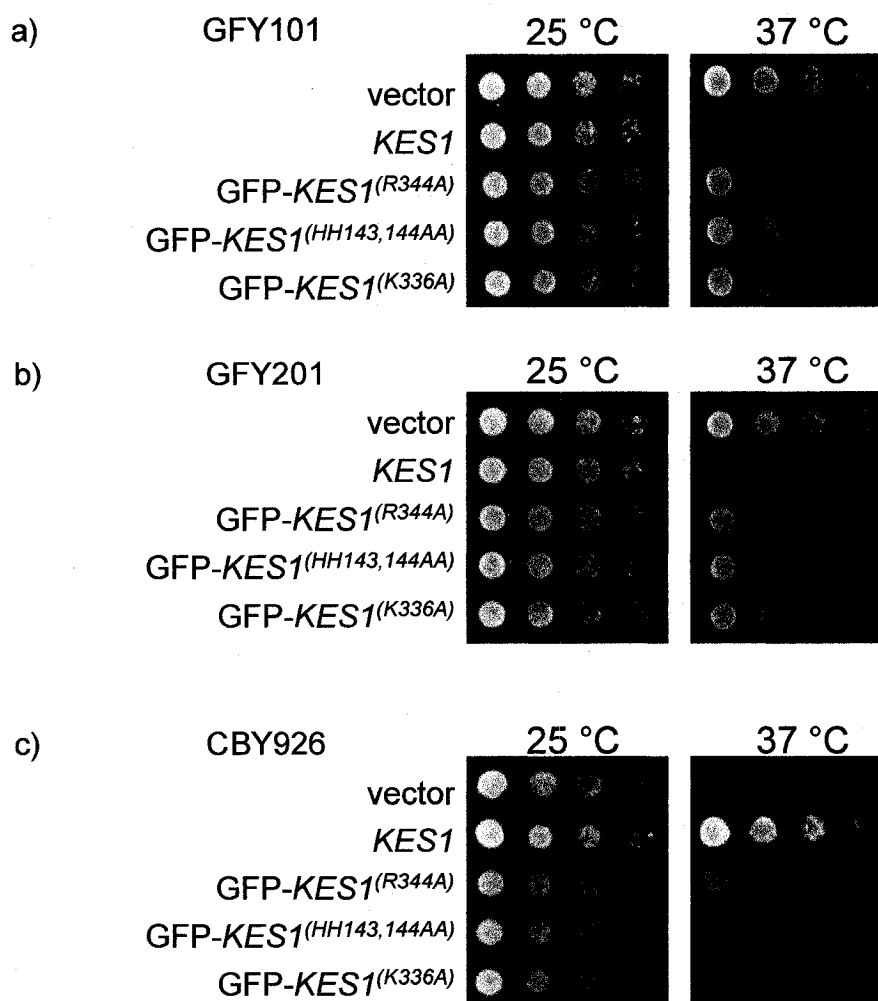 a) GFY101 25 °C 37 °C
vector
KES1
GFP-KES1(R344A)
GFP-KES1(HH143,144AA)
GFP-KES1(K336A)
b) GFY201 25 °C 37 °C
vector
KES1
GFP-KES1(R344A)
GFP-KES1(HH143,144AA)
GFP-KES1(K336A)
c) CBY926 25 °C 37 °C
vector
KES1
GFP-KES1(R344A)
GFP-KES1(HH143,144AA)
GFP-KES1(K336A)